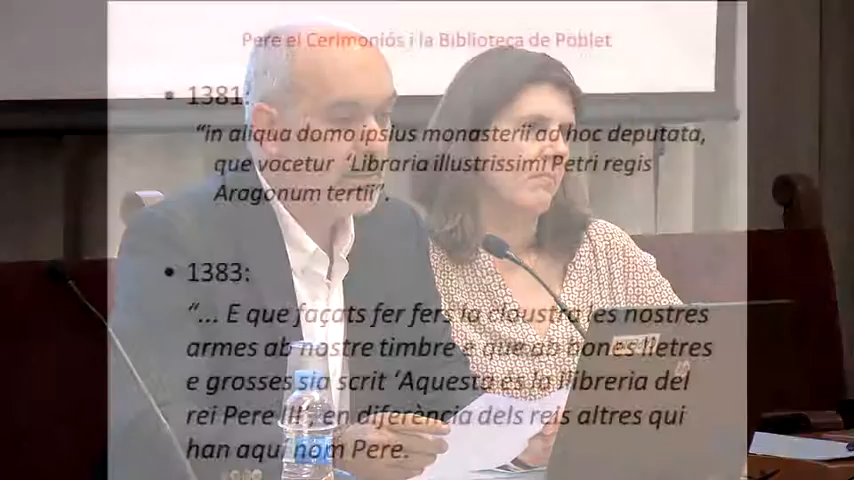 Pere el Cerimoniós i la Biblioteca de Poblet
• 1381:
“in aliqua domo ipsius monasterii ad hoc deputata,
que vocetur ‘Libraria illustrissimi Petri regis
Aragonum tertii”.
• 1383:
“... E que façats fer fers la claustra les nostres
armes ab nostre timbre e que ab bones lletres
e grosses sia scrit ‘Aquesta es la llibreria del
rei Pere III’, en diferència dels reis altres qui
han aquí nom Pere.